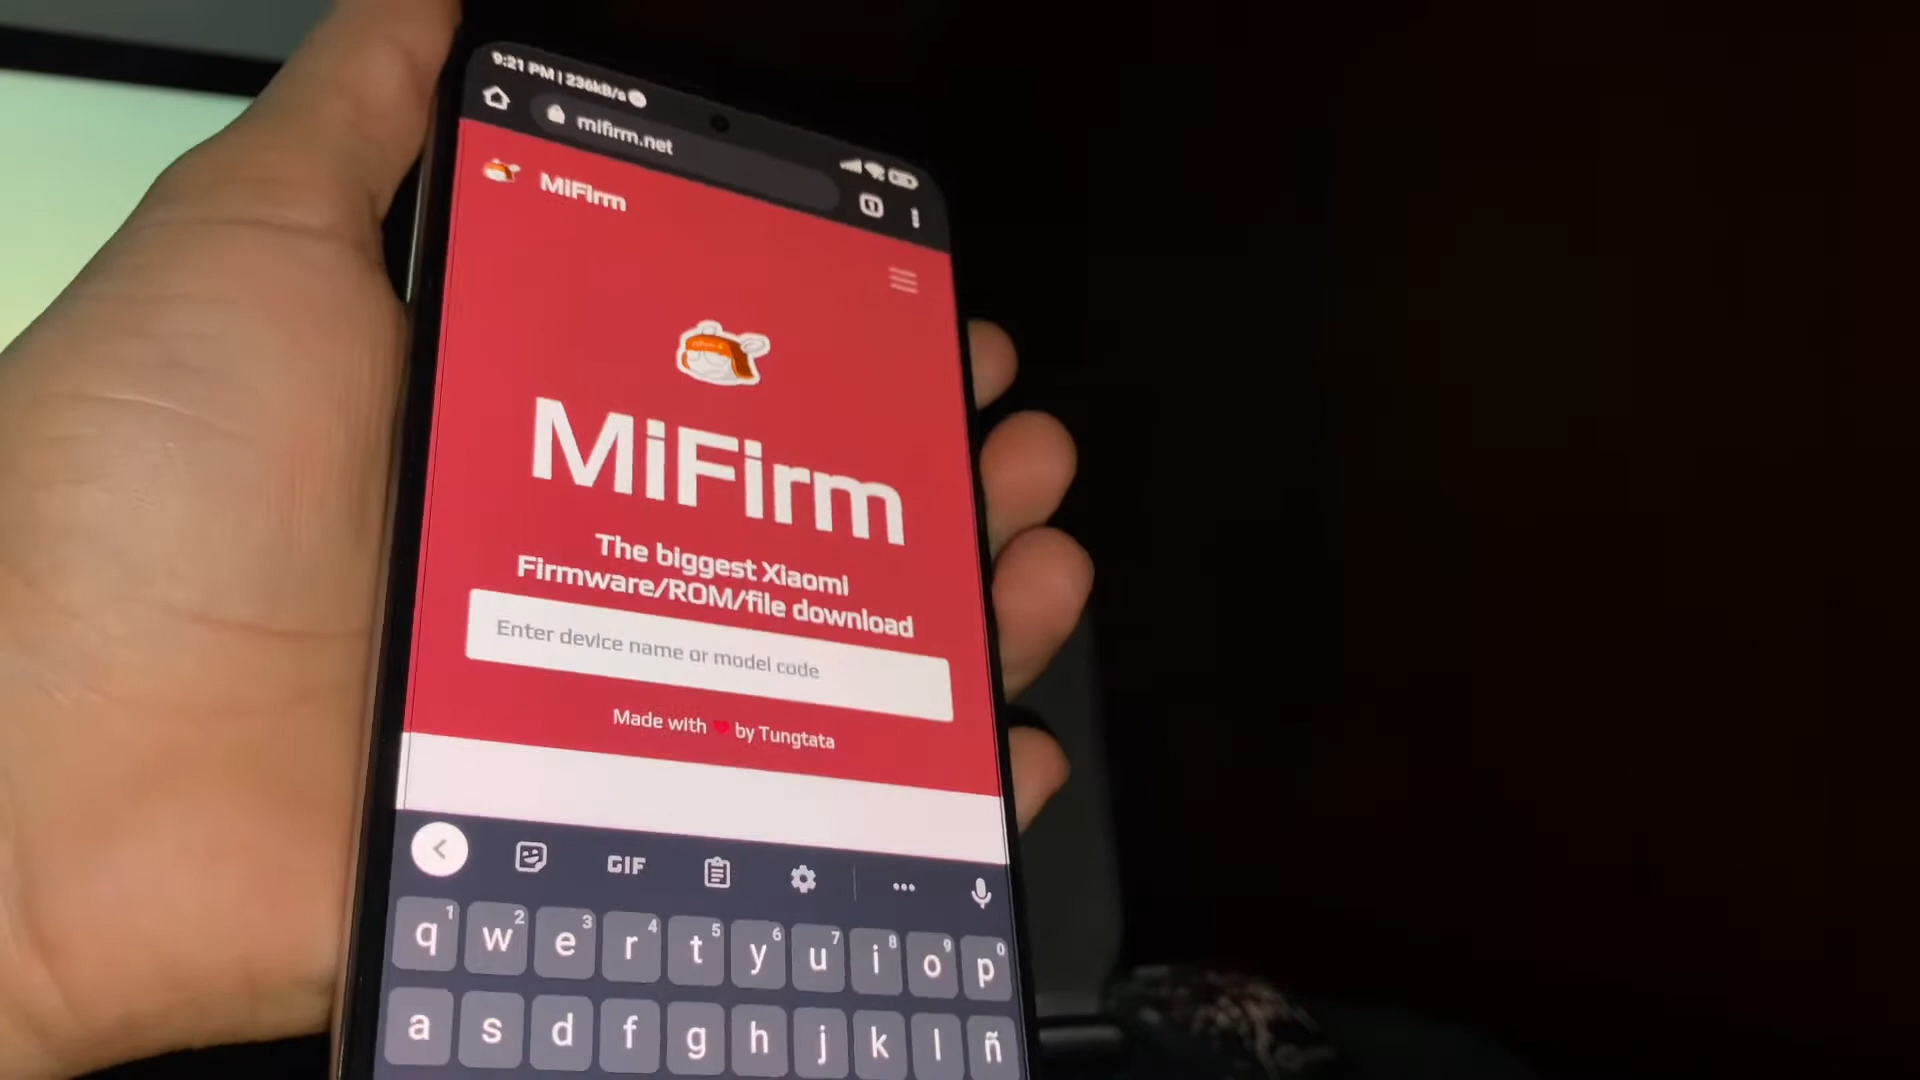 9:21 PM | 236kB/s
mifirm.net
1
MiFirm
MiFirm
The biggest Xiaomi
Firmware/ROM/file download
Enter device name or model code
Made with ❤ by Tungtata
GIF
q1 w2 e3 r4 t5 y6 u7 i8 o9 p0
a s d f g h j k l ñ